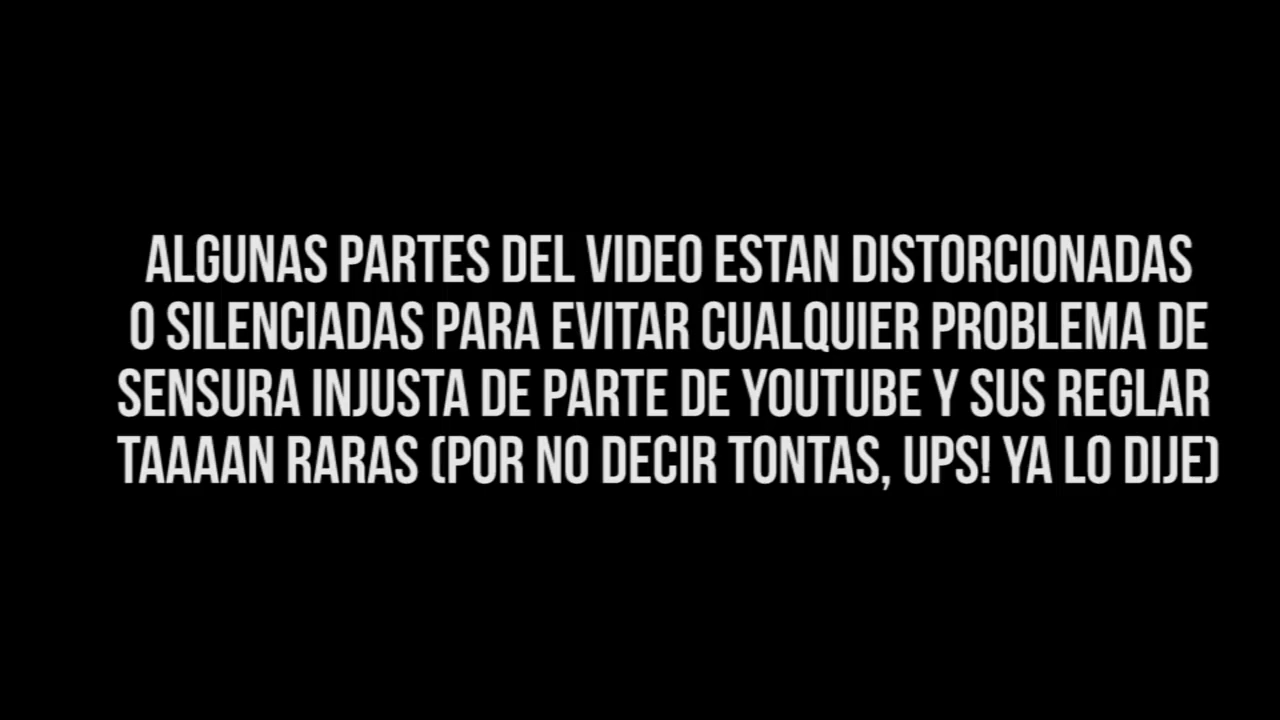 ALGUNAS PARTES DEL VIDEO ESTAN DISTORCIONADAS
O SILENCIADAS PARA EVITAR CUALQUIER PROBLEMA DE
SENSURA INJUSTA DE PARTE DE YOUTUBE Y SUS REGLAR
TAAAAN RARAS (POR NO DECIR TONTAS, UPS! YA LO DIJE)